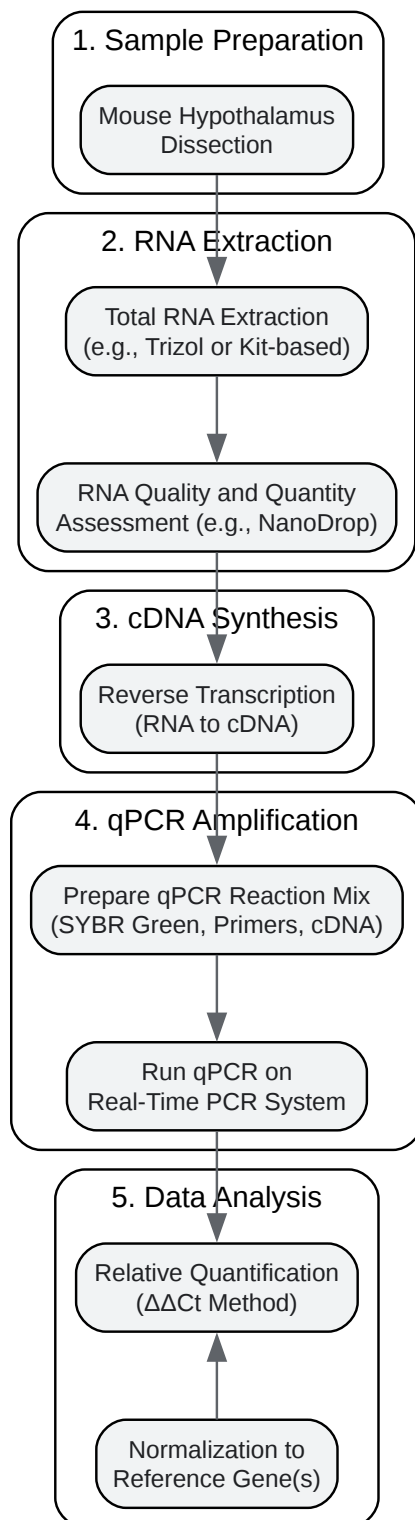 1. Sample Preparation
Mouse Hypothalamus
Dissection
2. RNA Extraction
Total RNA Extraction
(e.g., Trizol or Kit-based)
RNA Quality and Quantity
Assessment (e.g., NanoDrop)
3. cDNA Synthesis
Reverse Transcription
(RNA to cDNA)
4. qPCR Amplification
Prepare qPCR Reaction Mix
(SYBR Green, Primers, cDNA)
Run qPCR on
Real-Time PCR System
5. Data Analysis
Relative Quantification
(ΔΔCt Method)
Normalization to
Reference Gene(s)